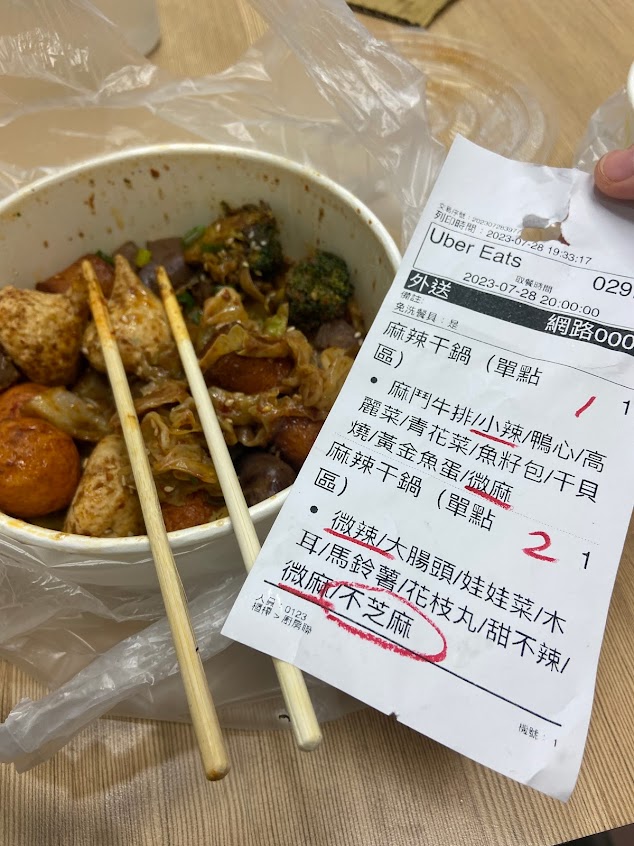 列印時間：2023-07-28 19:33:17
Uber Eats
029
取餐時間
2023-07-28 20:00:00
外送
網路000
備註:
免洗餐具：是
麻辣干鍋（單點 1
區）
1
• 麻鬥牛排/小辣/鴨心/高
麗菜/青花菜/魚籽包/干貝
燒/黃金魚蛋/微麻
麻辣干鍋（單點 1
區）
2
• 微辣/大腸頭/娃娃菜/木
耳/馬鈴薯/花枝丸/甜不辣/
微麻/不芝麻
機號： 1